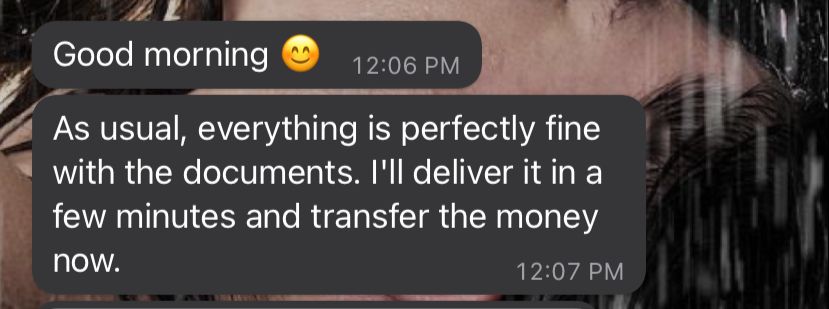 Good morning 😊 12:06 PM
As usual, everything is perfectly fine
with the documents. I'll deliver it in a
few minutes and transfer the money
now. 12:07 PM